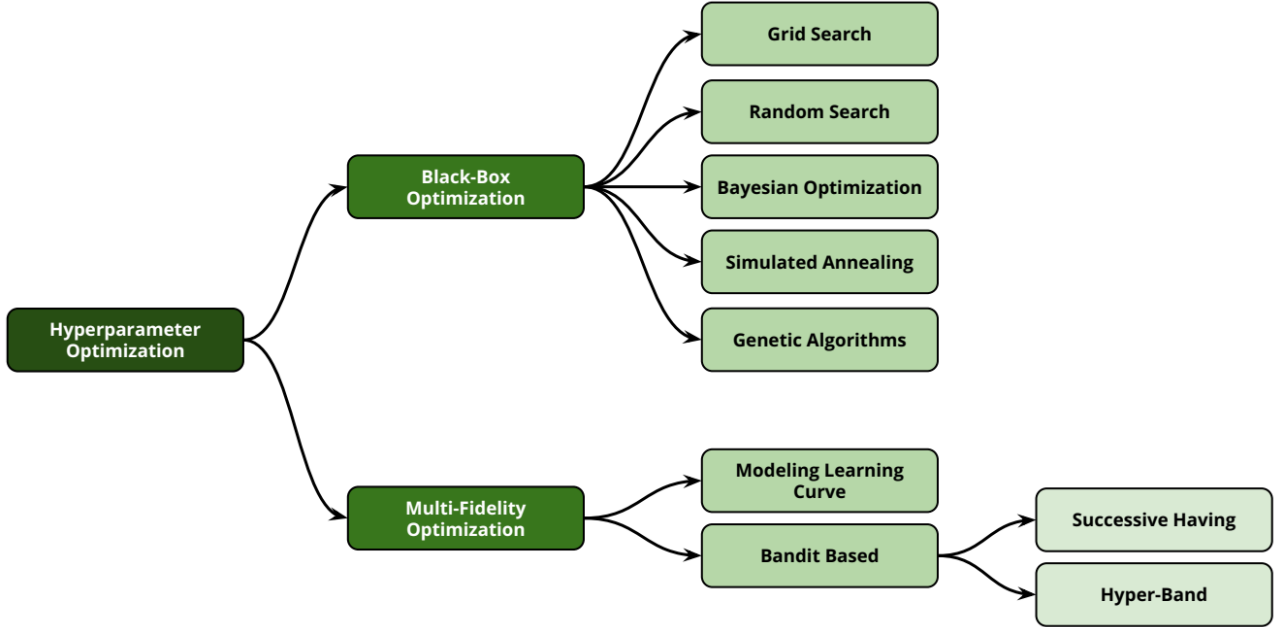 Grid Search
Random Search
Black-Box
Optimization
Bayesian Optimization
Simulated Annealing
Genetic Algorithms
Hyperparameter
Optimization
Modeling Learning
Curve
Multi-Fidelity
Optimization
Bandit Based
Successive Having
Hyper-Band